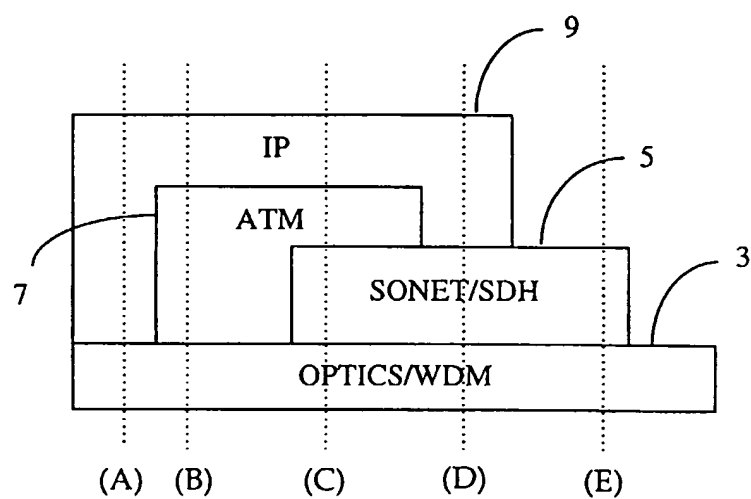 9
IP
5
ATM
3
7
SONET/SDH
OPTICS/WDM
(A) (B) (C) (D) (E)